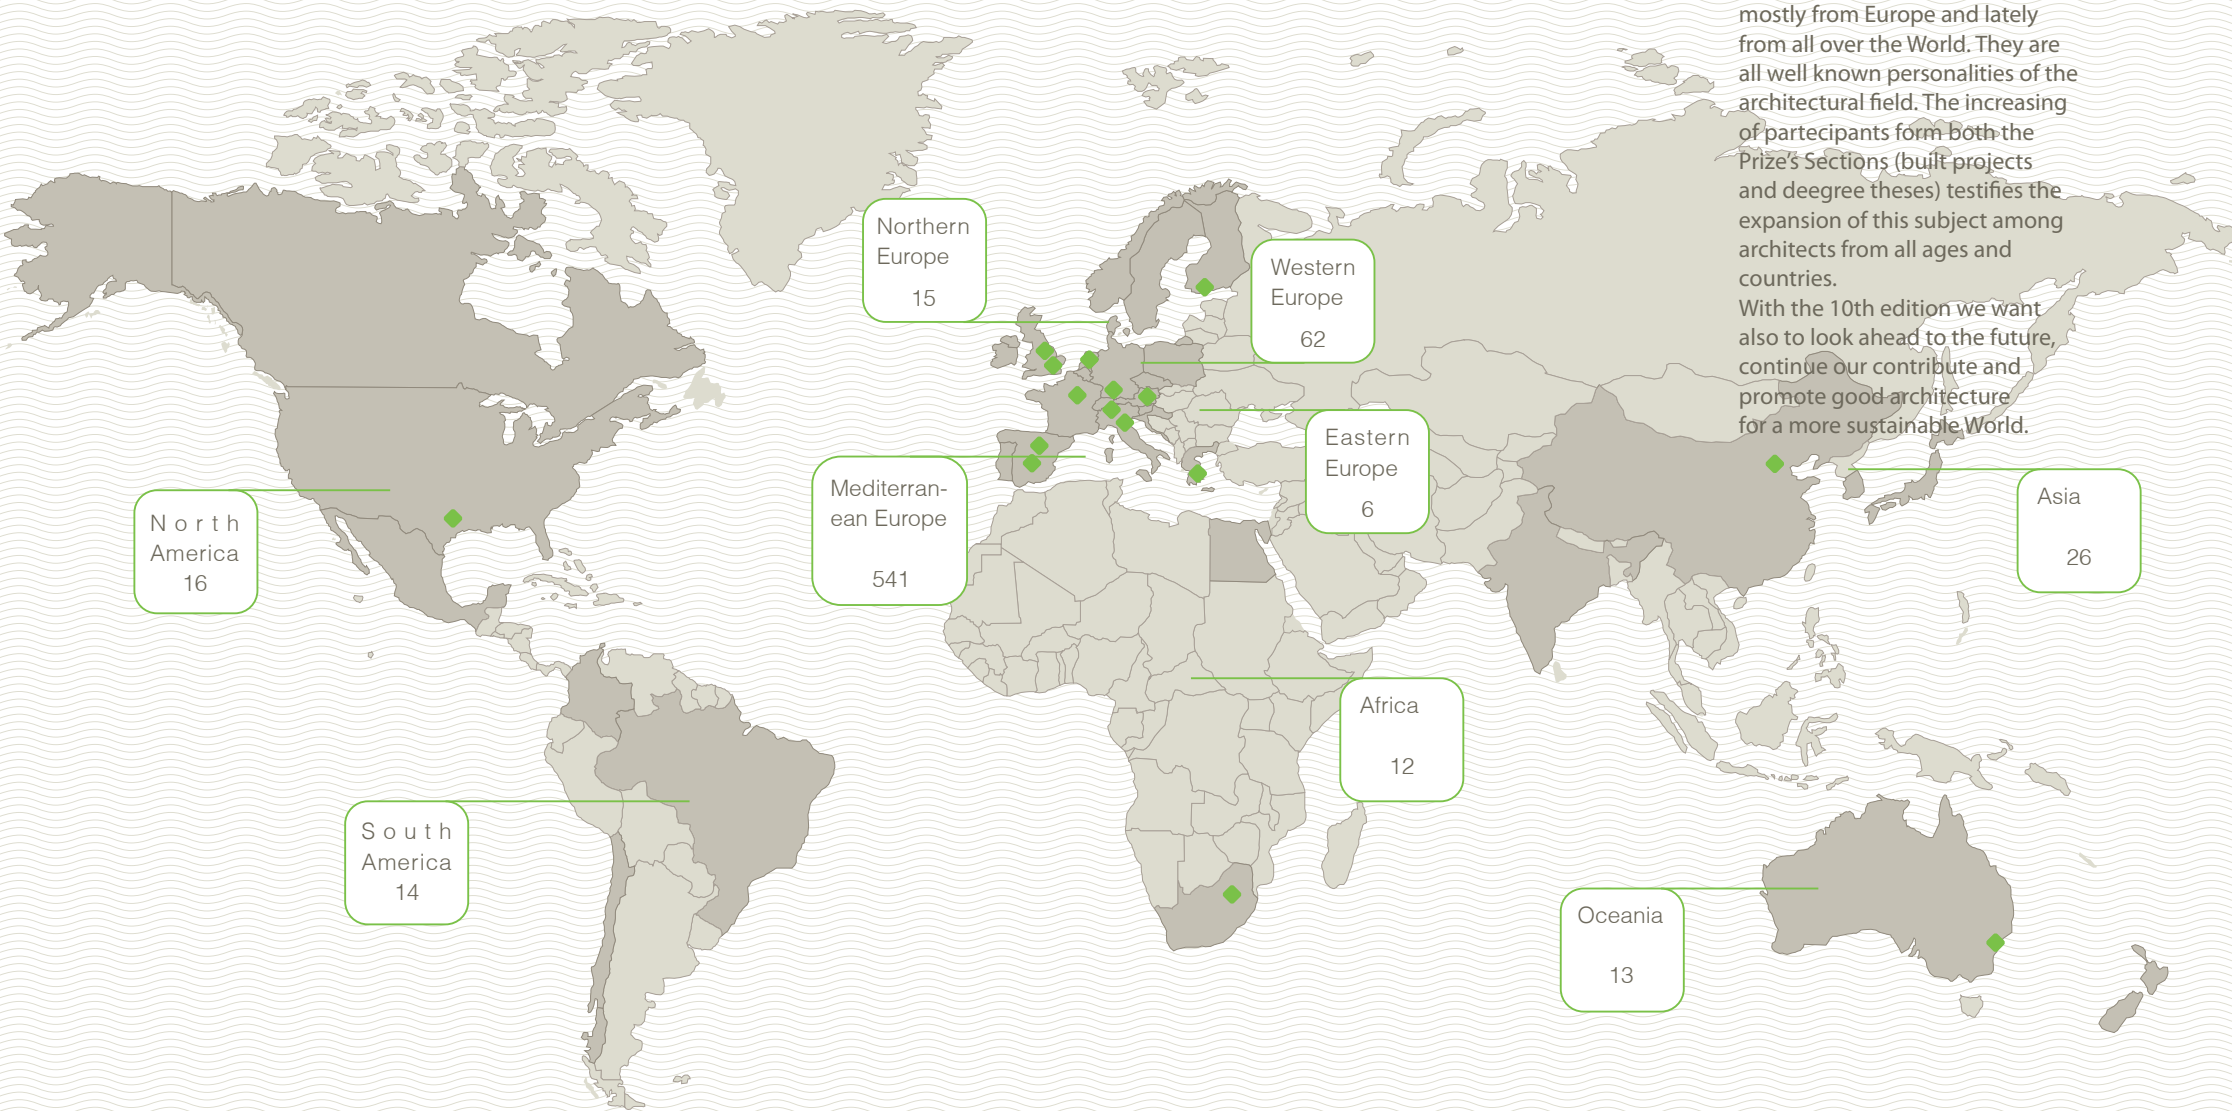 mostly from Europe and lately
from all over the World. They are
all well known personalities of the
architectural field. The increasing
of partecipants form both the
Prize's Sections (built projects
and deegree theses) testifies the
expansion of this subject among
architects from all ages and
countries.
With the 10th edition we want
also to look ahead to the future,
continue our contribute and
promote good architecture
for a more sustainable World.
Northern
Europe
15
Western
Europe
62
Eastern
Europe
6
Mediterran-
ean Europe
541
North
America
16
Asia
26
Africa
12
South
America
14
Oceania
13